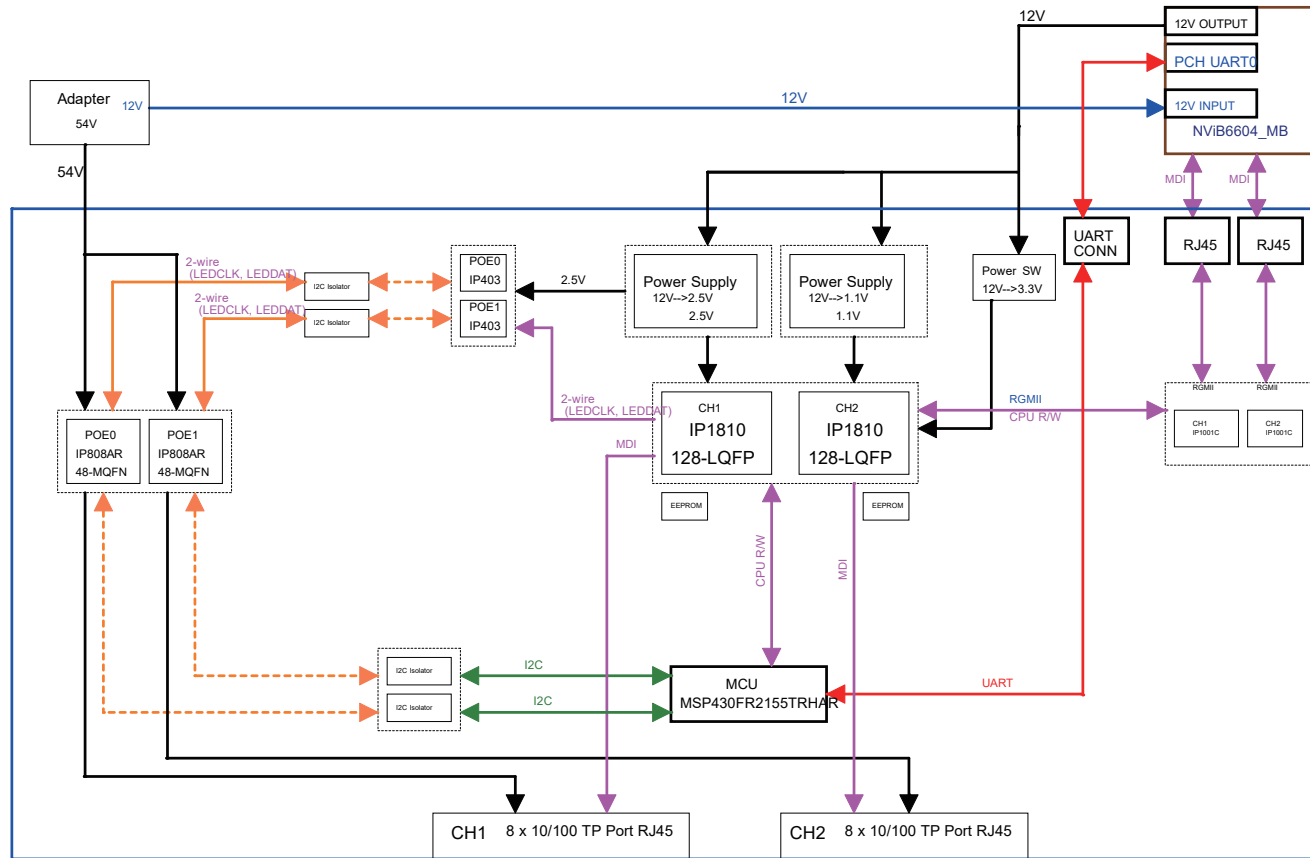 12V
12V OUTPUT
PCH UART0
Adapter
12V
54V
12V
12V INPUT
NViB6604_MB
54V
MDI
MDI
UART
CONN
RJ45
RJ45
2-wire
(LEDCLK, LEDDAT)
I2C Isolator
POE0
IP403
2.5V
Power Supply
12V-->2.5V
2.5V
Power Supply
12V-->1.1V
1.1V
Power SW
12V-->3.3V
2-wire
(LEDCLK, LEDDAT)
I2C Isolator
POE1
IP403
RGMII
RGMII
2-wire
(LEDCLK, LEDDAT)
CH1
IP1810
128-LQFP
CH2
IP1810
128-LQFP
RGMII
CPU R/W
CH1
IP1001C
CH2
IP1001C
POE0
IP808AR
48-MQFN
POE1
IP808AR
48-MQFN
MDI
EEPROM
EEPROM
CPU R/W
MDI
I2C Isolator
I2C
I2C Isolator
I2C
MCU
MSP430FR2155TRHAR
UART
CH1 8 x 10/100 TP Port RJ45
CH2 8 x 10/100 TP Port RJ45